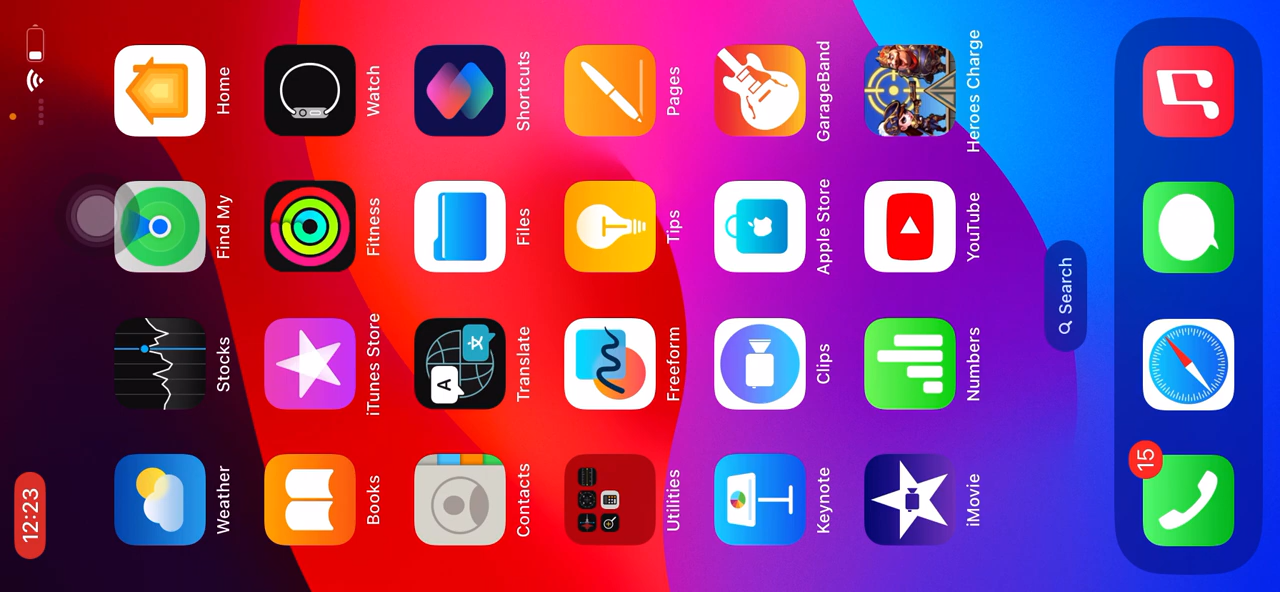 12:23
Weather Stocks Find My Home
Books iTunes Store Fitness Watch
A 文
Contacts Translate Files Shortcuts
Utilities Freeform Tips Pages
Keynote Clips Apple Store GarageBand
iMovie Numbers YouTube Heroes Charge
Search
15